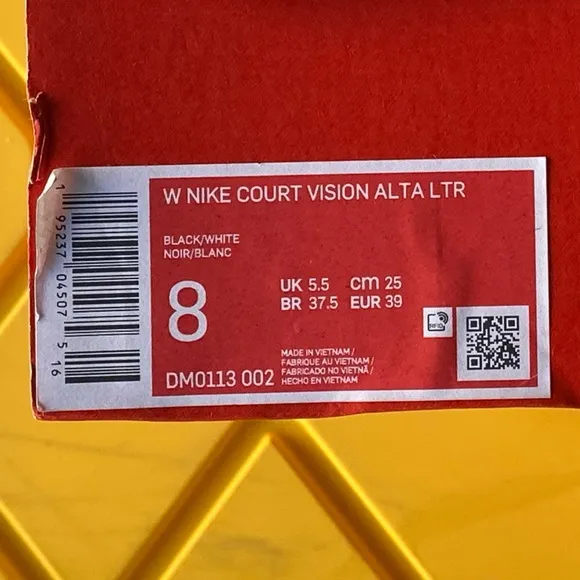 W NIKE COURT VISION ALTA LTR
BLACK/WHITE
NOIR/BLANC
8
UK 5.5 cm 25
BR 37.5 EUR 39
DM0113 002
MADE IN VIETNAM /
FABRIQUE AU VIETNAM /
FABRICADO NO VIETNÃ /
HECHO EN VIETNAM
RFID
1 95237 04507 5 16